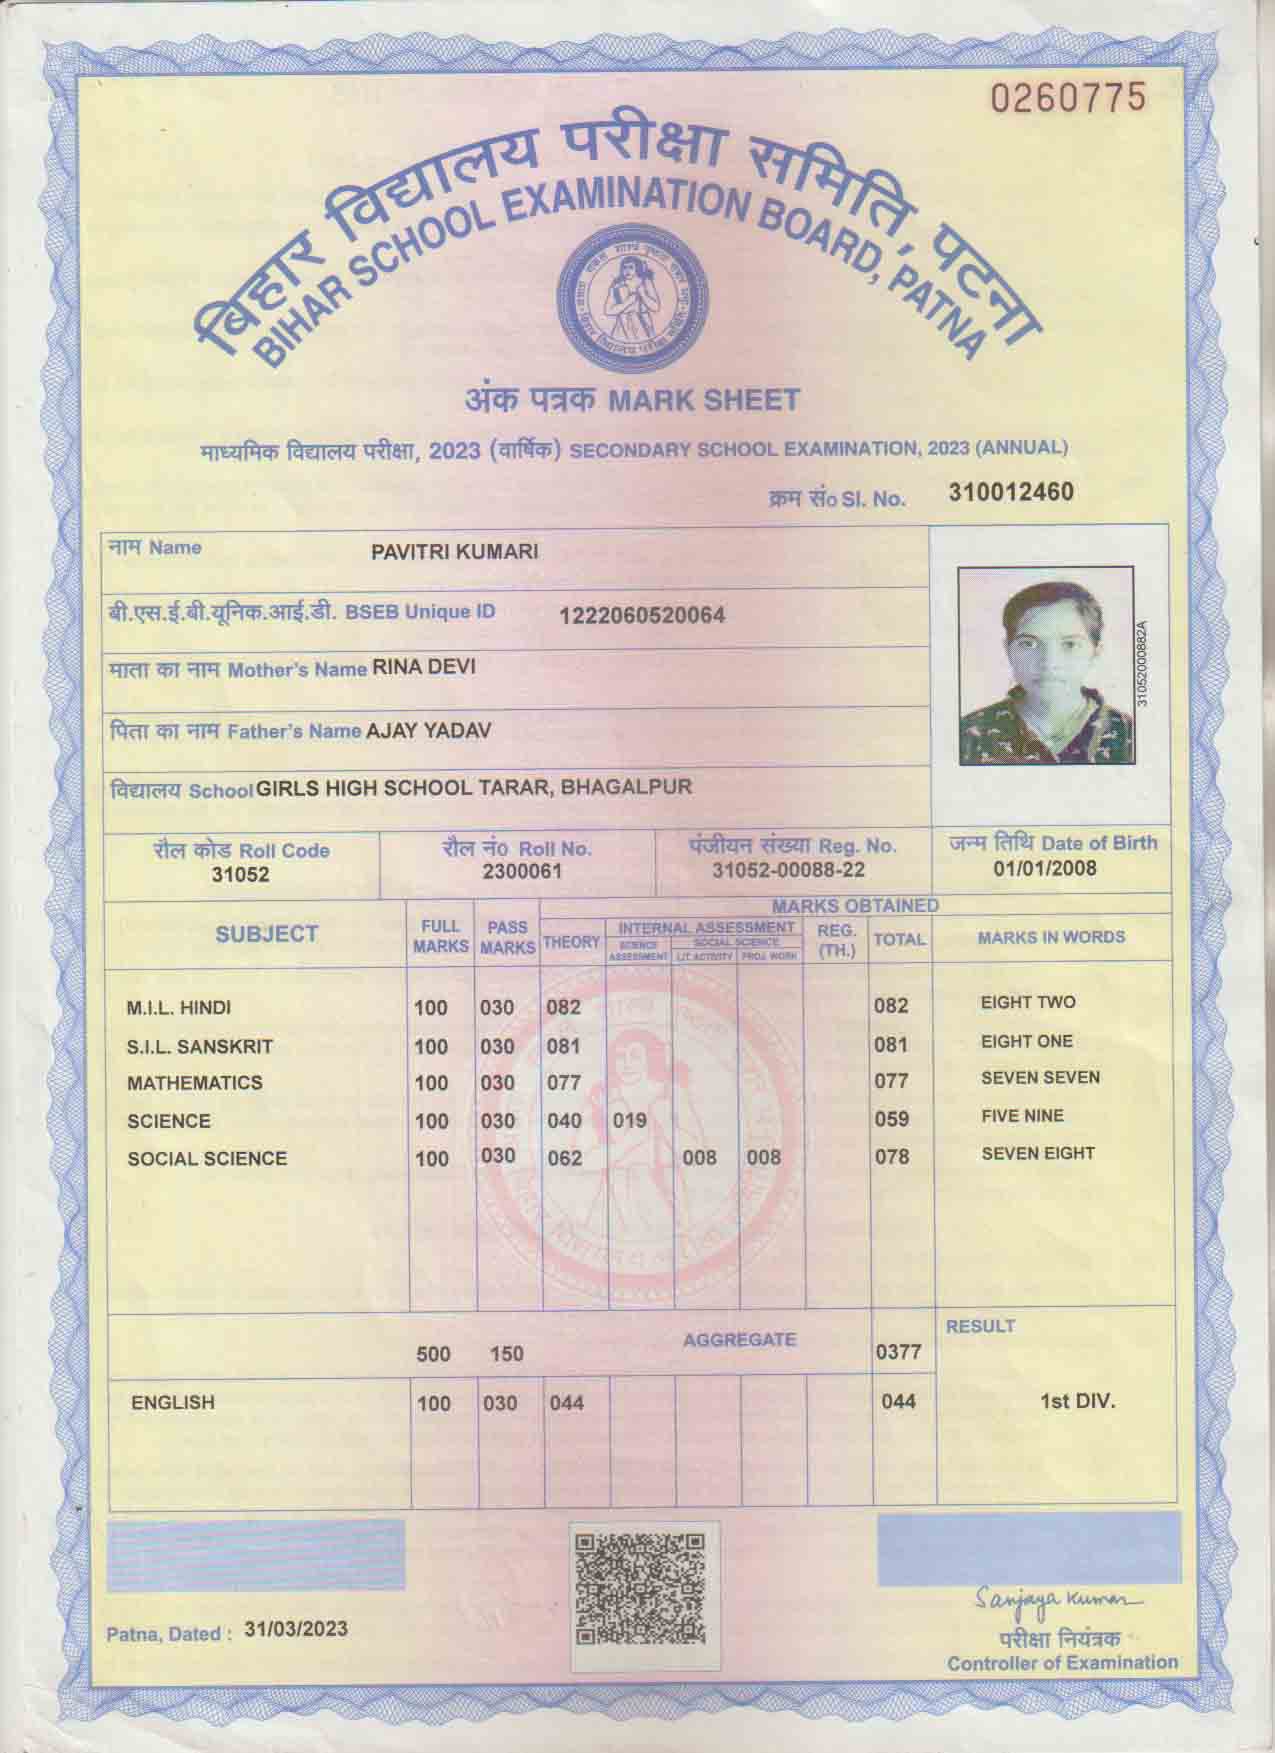 0260775
बिहार विद्यालय परीक्षा समिति, पटना
BIHAR SCHOOL EXAMINATION BOARD, PATNA
अंक पत्रक MARK SHEET
माध्यमिक विद्यालय परीक्षा, 2023 (वार्षिक) SECONDARY SCHOOL EXAMINATION, 2023 (ANNUAL)
क्रम सं० Sl. No. 310012460
नाम Name PAVITRI KUMARI
बी.एस.ई.बी.यूनिक.आई.डी. BSEB Unique ID 1222060520064
माता का नाम Mother's Name RINA DEVI
पिता का नाम Father's Name AJAY YADAV
विद्यालय School GIRLS HIGH SCHOOL TARAR, BHAGALPUR
31052000882A
रौल कोड Roll Code रौल नं० Roll No. पंजीयन संख्या Reg. No. जन्म तिथि Date of Birth
31052 2300061 31052-00088-22 01/01/2008
MARKS OBTAINED
SUBJECT FULL MARKS PASS MARKS THEORY INTERNAL ASSESSMENT REG. (TH.) TOTAL MARKS IN WORDS
SCIENCE ASSESSMENT SOCIAL SCIENCE
LIT. ACTIVITY PROJ. WORK
M.I.L. HINDI 100 030 082 082 EIGHT TWO
S.I.L. SANSKRIT 100 030 081 081 EIGHT ONE
MATHEMATICS 100 030 077 077 SEVEN SEVEN
SCIENCE 100 030 040 019 059 FIVE NINE
SOCIAL SCIENCE 100 030 062 008 008 078 SEVEN EIGHT
500 150 AGGREGATE 0377 RESULT
ENGLISH 100 030 044 044 1st DIV.
Sanjaya Kumar
Patna, Dated : 31/03/2023
परीक्षा नियंत्रक
Controller of Examination